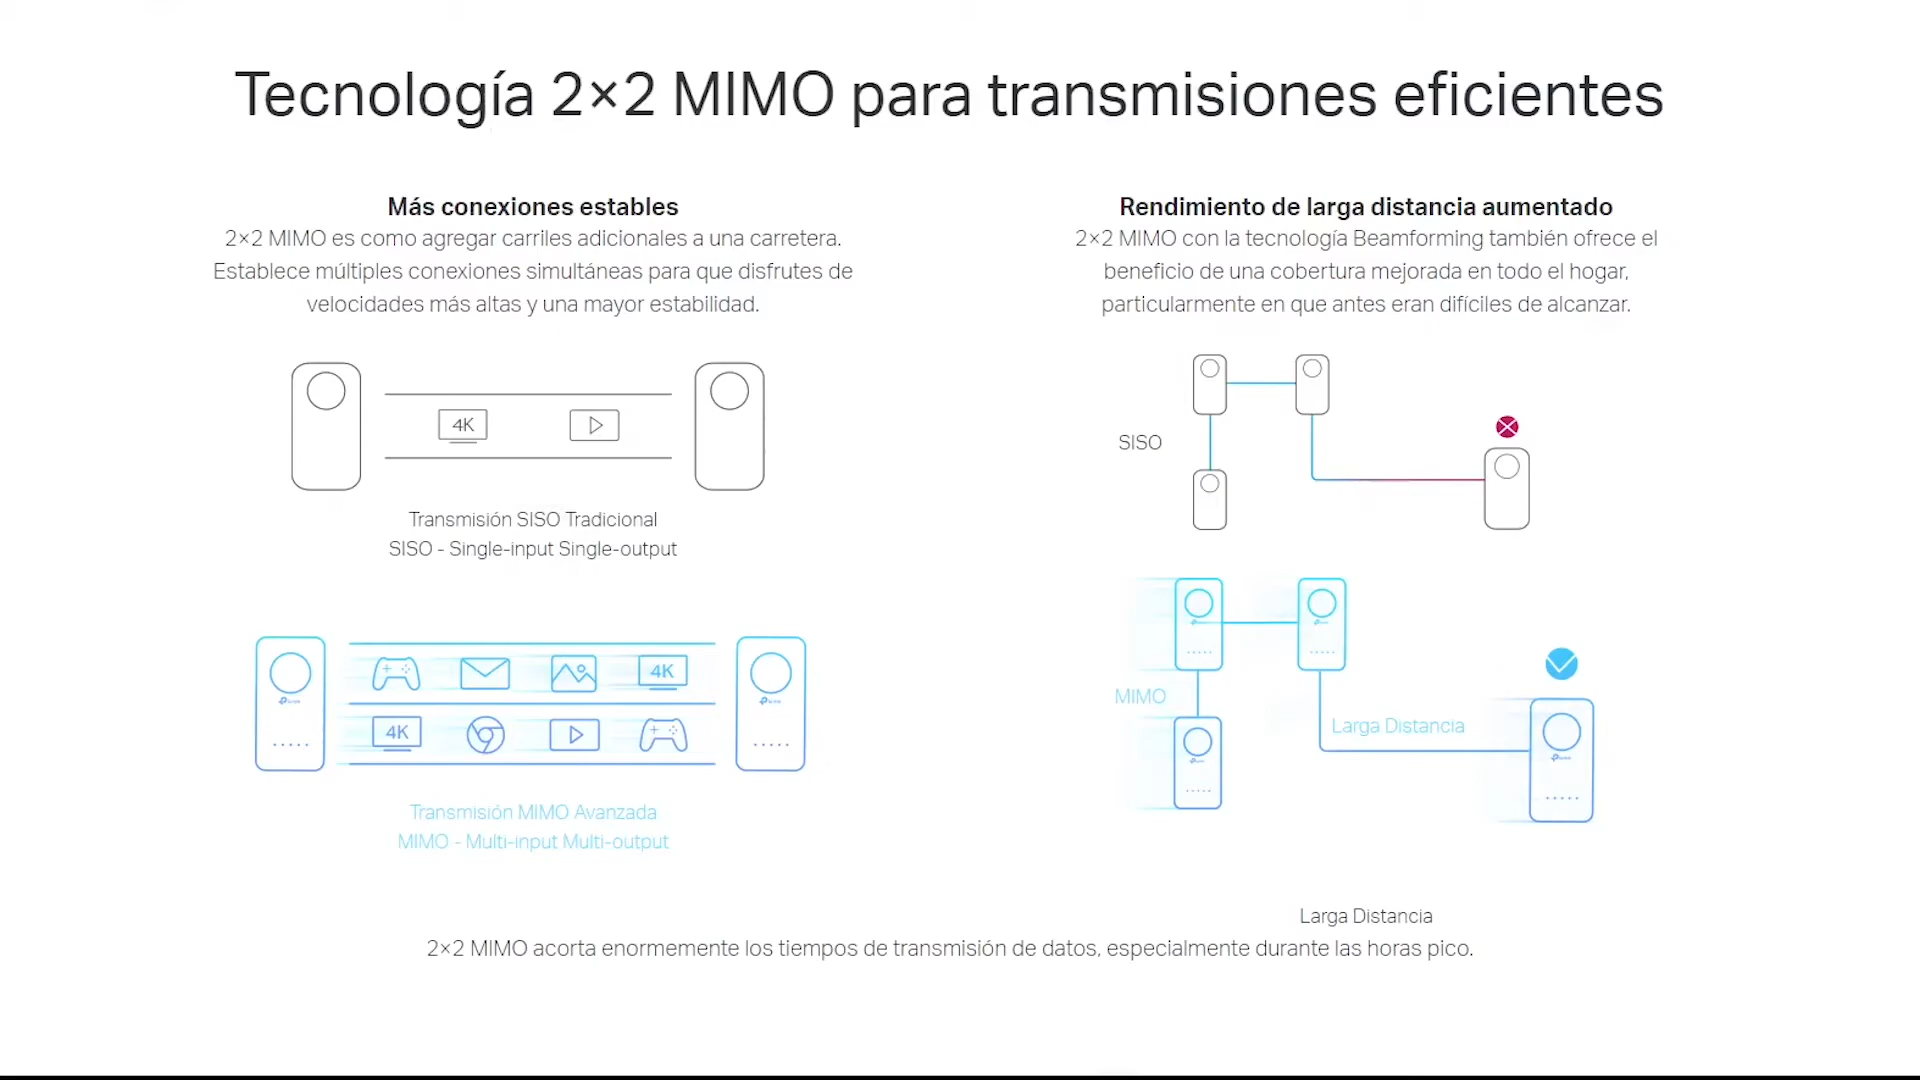 Tecnología 2×2 MIMO para transmisiones eficientes
Más conexiones estables
2×2 MIMO es como agregar carriles adicionales a una carretera.
Establece múltiples conexiones simultáneas para que disfrutes de
velocidades más altas y una mayor estabilidad.
4K
Transmisión SISO Tradicional
SISO - Single-input Single-output
4K
4K
Transmisión MIMO Avanzada
MIMO - Multi-input Multi-output
Rendimiento de larga distancia aumentado
2×2 MIMO con la tecnología Beamforming también ofrece el
beneficio de una cobertura mejorada en todo el hogar,
particularmente en que antes eran difíciles de alcanzar.
SISO
MIMO
Larga Distancia
Larga Distancia
2×2 MIMO acorta enormemente los tiempos de transmisión de datos, especialmente durante las horas pico.